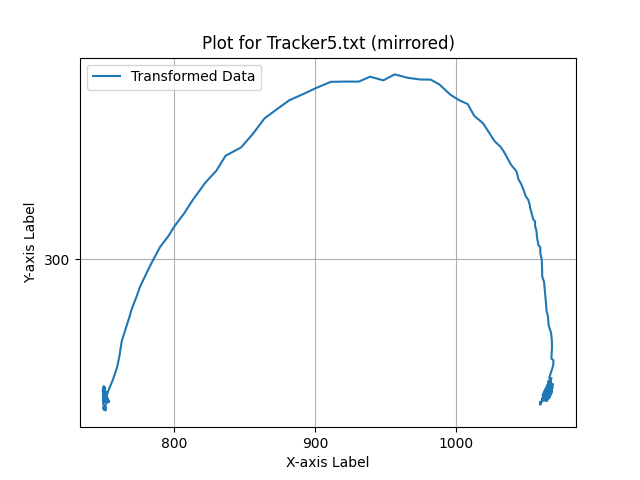 Plot for Tracker5.txt (mirrored)
Transformed Data
Y-axis Label
300
800
900
1000
X-axis Label